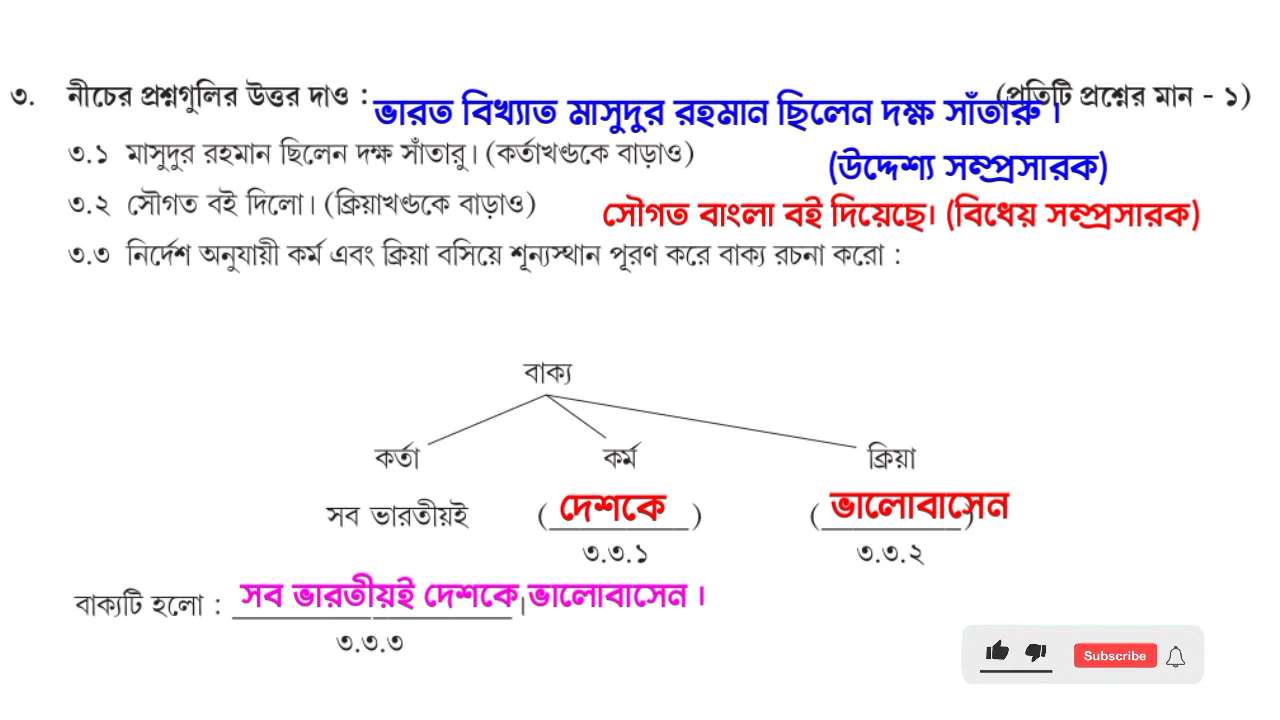 ৩. নীচের প্রশ্নগুলির উত্তর দাও : (প্রতিটি প্রশ্নের মান - ১)
ভারত বিখ্যাত মাসুদুর রহমান ছিলেন দক্ষ সাঁতারু ।
৩.১ মাসুদুর রহমান ছিলেন দক্ষ সাঁতারু। (কর্তাখণ্ডকে বাড়াও)
(উদ্দেশ্য সম্প্রসারক)
৩.২ সৌগত বই দিলো। (ক্রিয়াখণ্ডকে বাড়াও)
সৌগত বাংলা বই দিয়েছে। (বিধেয় সম্প্রসারক)
৩.৩ নির্দেশ অনুযায়ী কর্ম এবং ক্রিয়া বসিয়ে শূন্যস্থান পূরণ করে বাক্য রচনা করো :
বাক্য
কর্তা কর্ম ক্রিয়া
সব ভারতীয়ই (দেশকে) (ভালোবাসেন)
৩.৩.১ ৩.৩.২
বাক্যটি হলো : সব ভারতীয়ই দেশকে ভালোবাসেন ।
৩.৩.৩
Subscribe